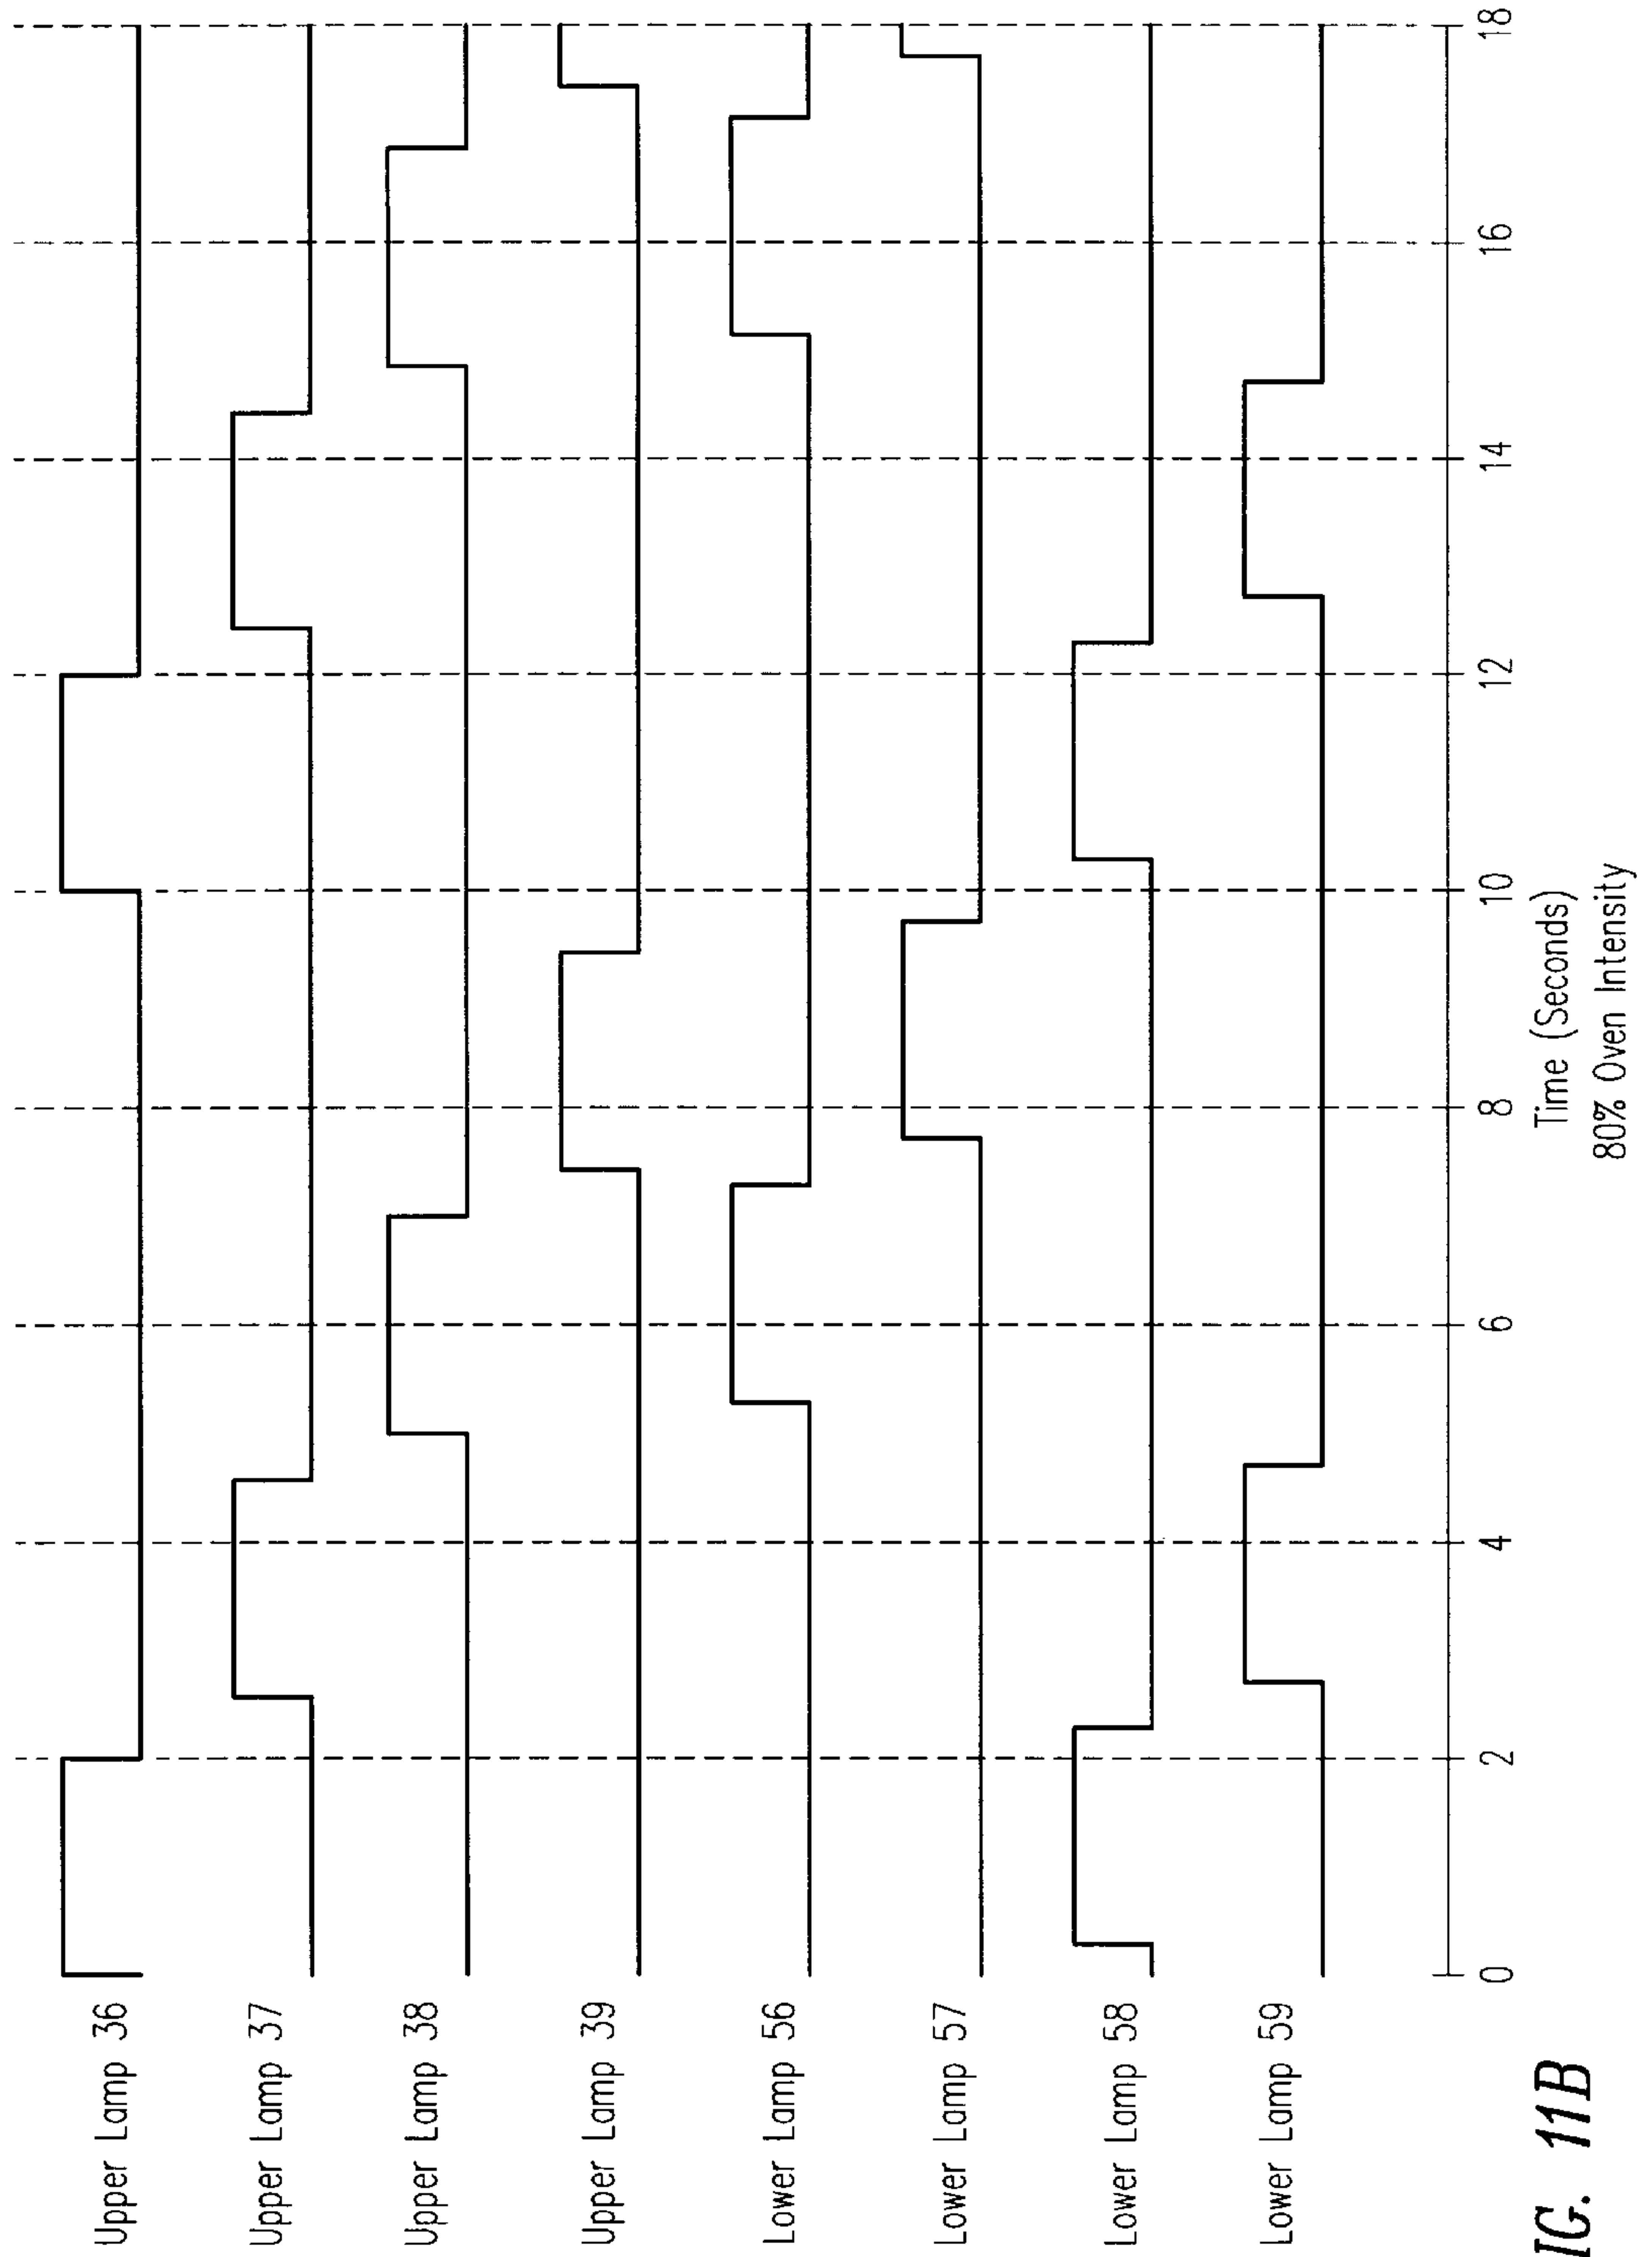 Upper Lamp 36
Upper Lamp 37
Upper Lamp 38
Upper Lamp 39
Lower Lamp 56
Lower Lamp 57
Lower Lamp 58
Lower Lamp 59
0 2 4 6 8 10 12 14 16 18
Time (Seconds)
80% Oven Intensity
IG. 11B